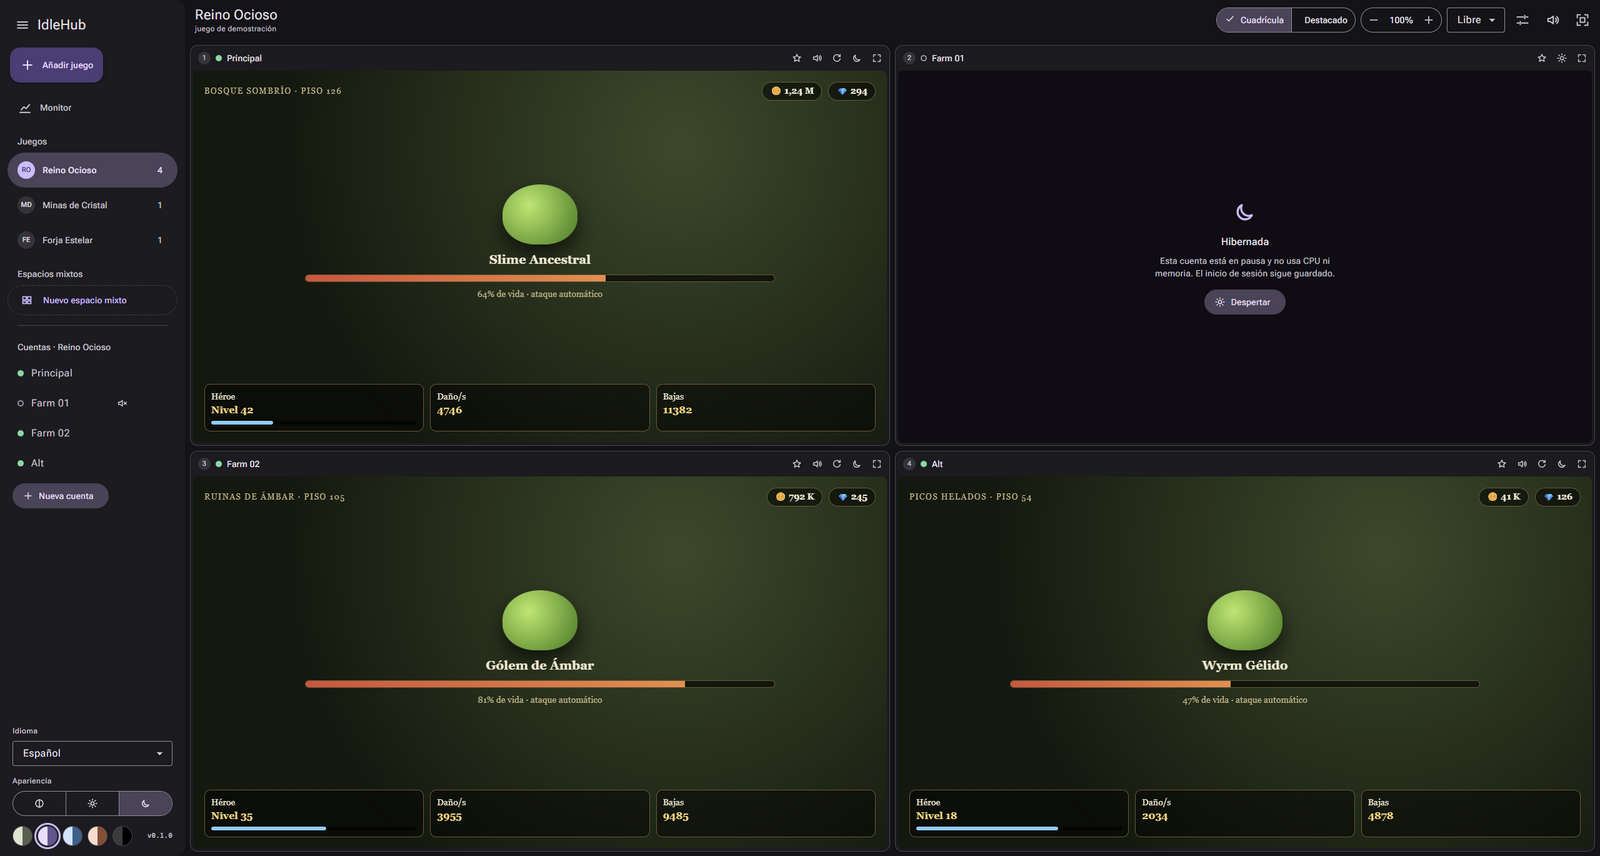 IdleHub
Añadir juego
Monitor
Juegos
RO Reino Ocioso 4
MD Minas de Cristal 1
FE Forja Estelar 1
Espacios mixtos
Nuevo espacio mixto
Cuentas · Reino Ocioso
Principal
Farm 01
Farm 02
Alt
Nueva cuenta
Idioma
Español
Apariencia
v0.1.0
Reino Ocioso
juego de demostración
Cuadrícula Destacado 100% Libre
1 Principal
BOSQUE SOMBRÍO · PISO 126 1,24 M 294
Slime Ancestral
64% de vida · ataque automático
Héroe
Nivel 42
Daño/s
4746
Bajas
11382
2 Farm 01
Hibernada
Esta cuenta está en pausa y no usa CPU ni
memoria. El inicio de sesión sigue guardado.
Despertar
3 Farm 02
RUINAS DE ÁMBAR · PISO 105 792 K 245
Gólem de Ámbar
81% de vida · ataque automático
Héroe
Nivel 35
Daño/s
3955
Bajas
9485
4 Alt
PICOS HELADOS · PISO 54 41 K 126
Wyrm Gélido
47% de vida · ataque automático
Héroe
Nivel 18
Daño/s
2034
Bajas
4878